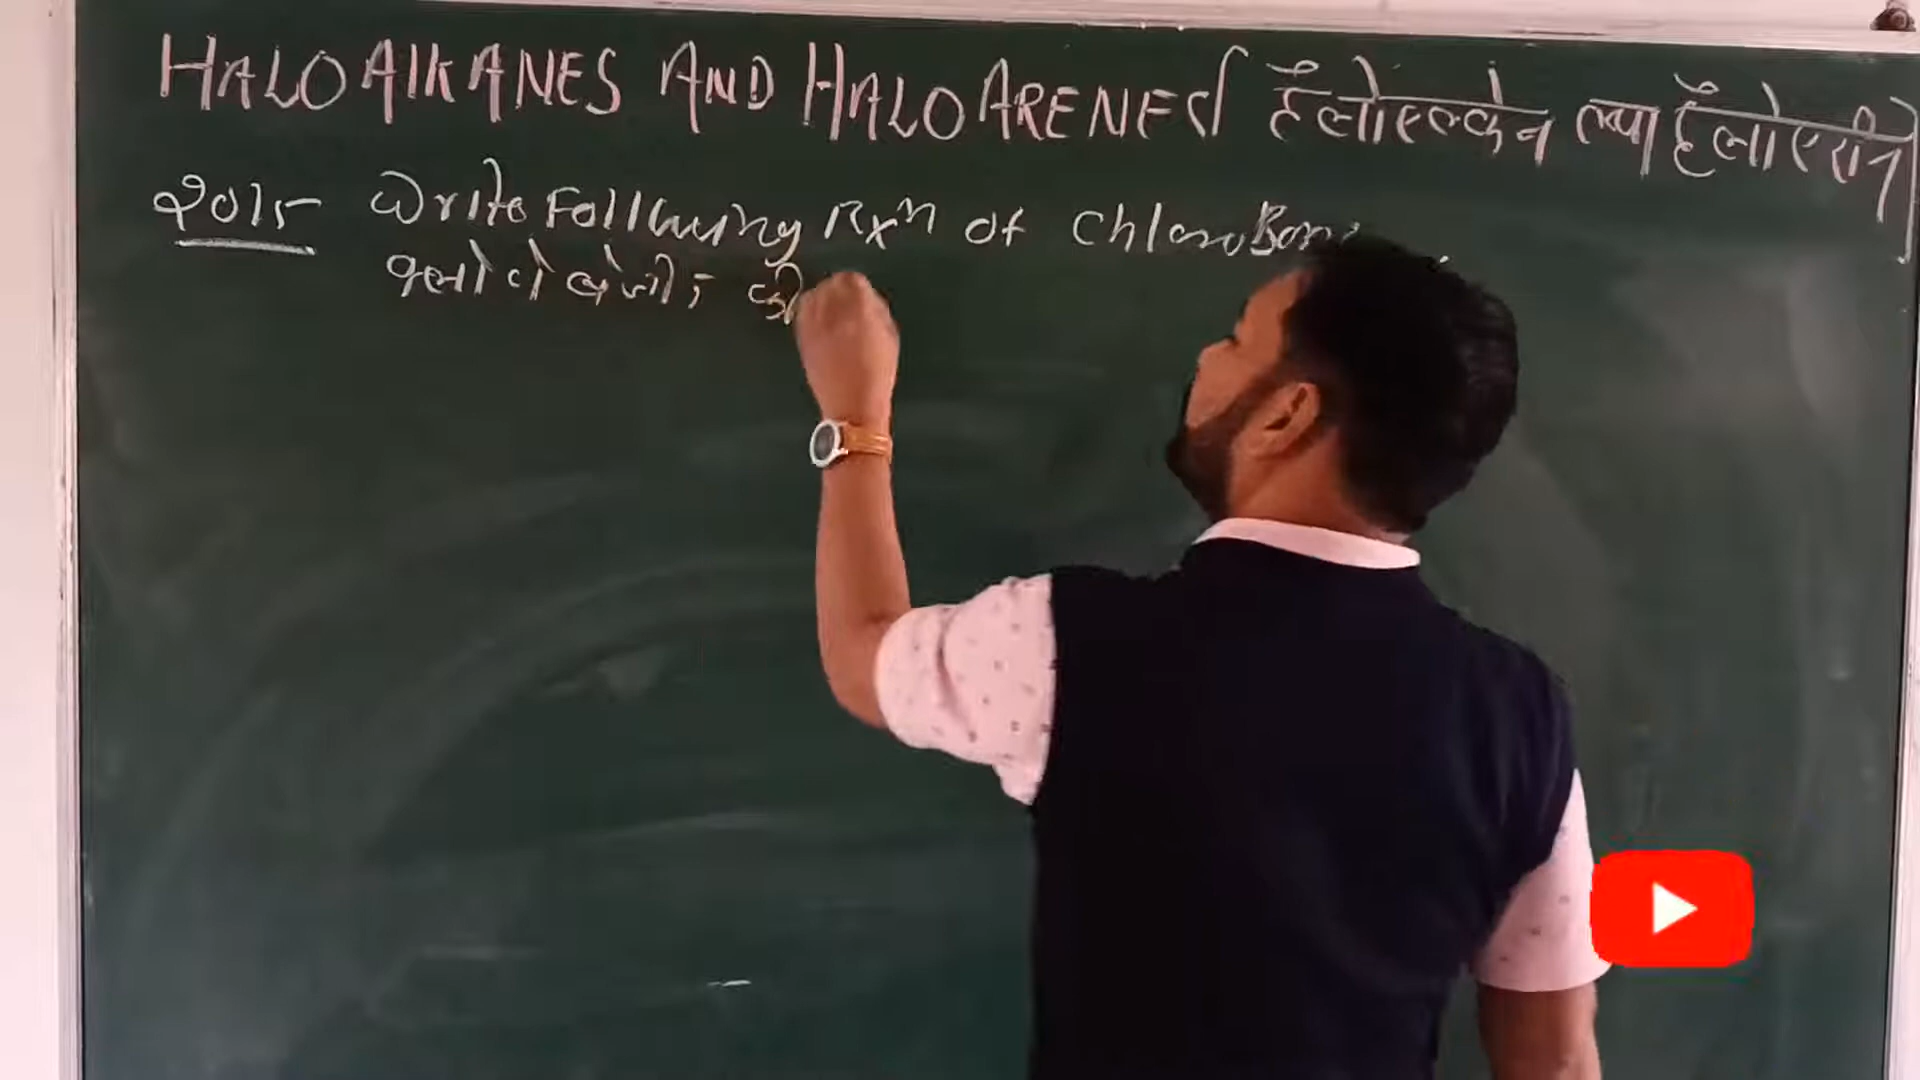 HALOALKANES AND HALOARENES हैलोएल्केन तथा हैलोएरीन]
2015 Write Following Rxn of Chloro
क्लोरोबेंजीन की